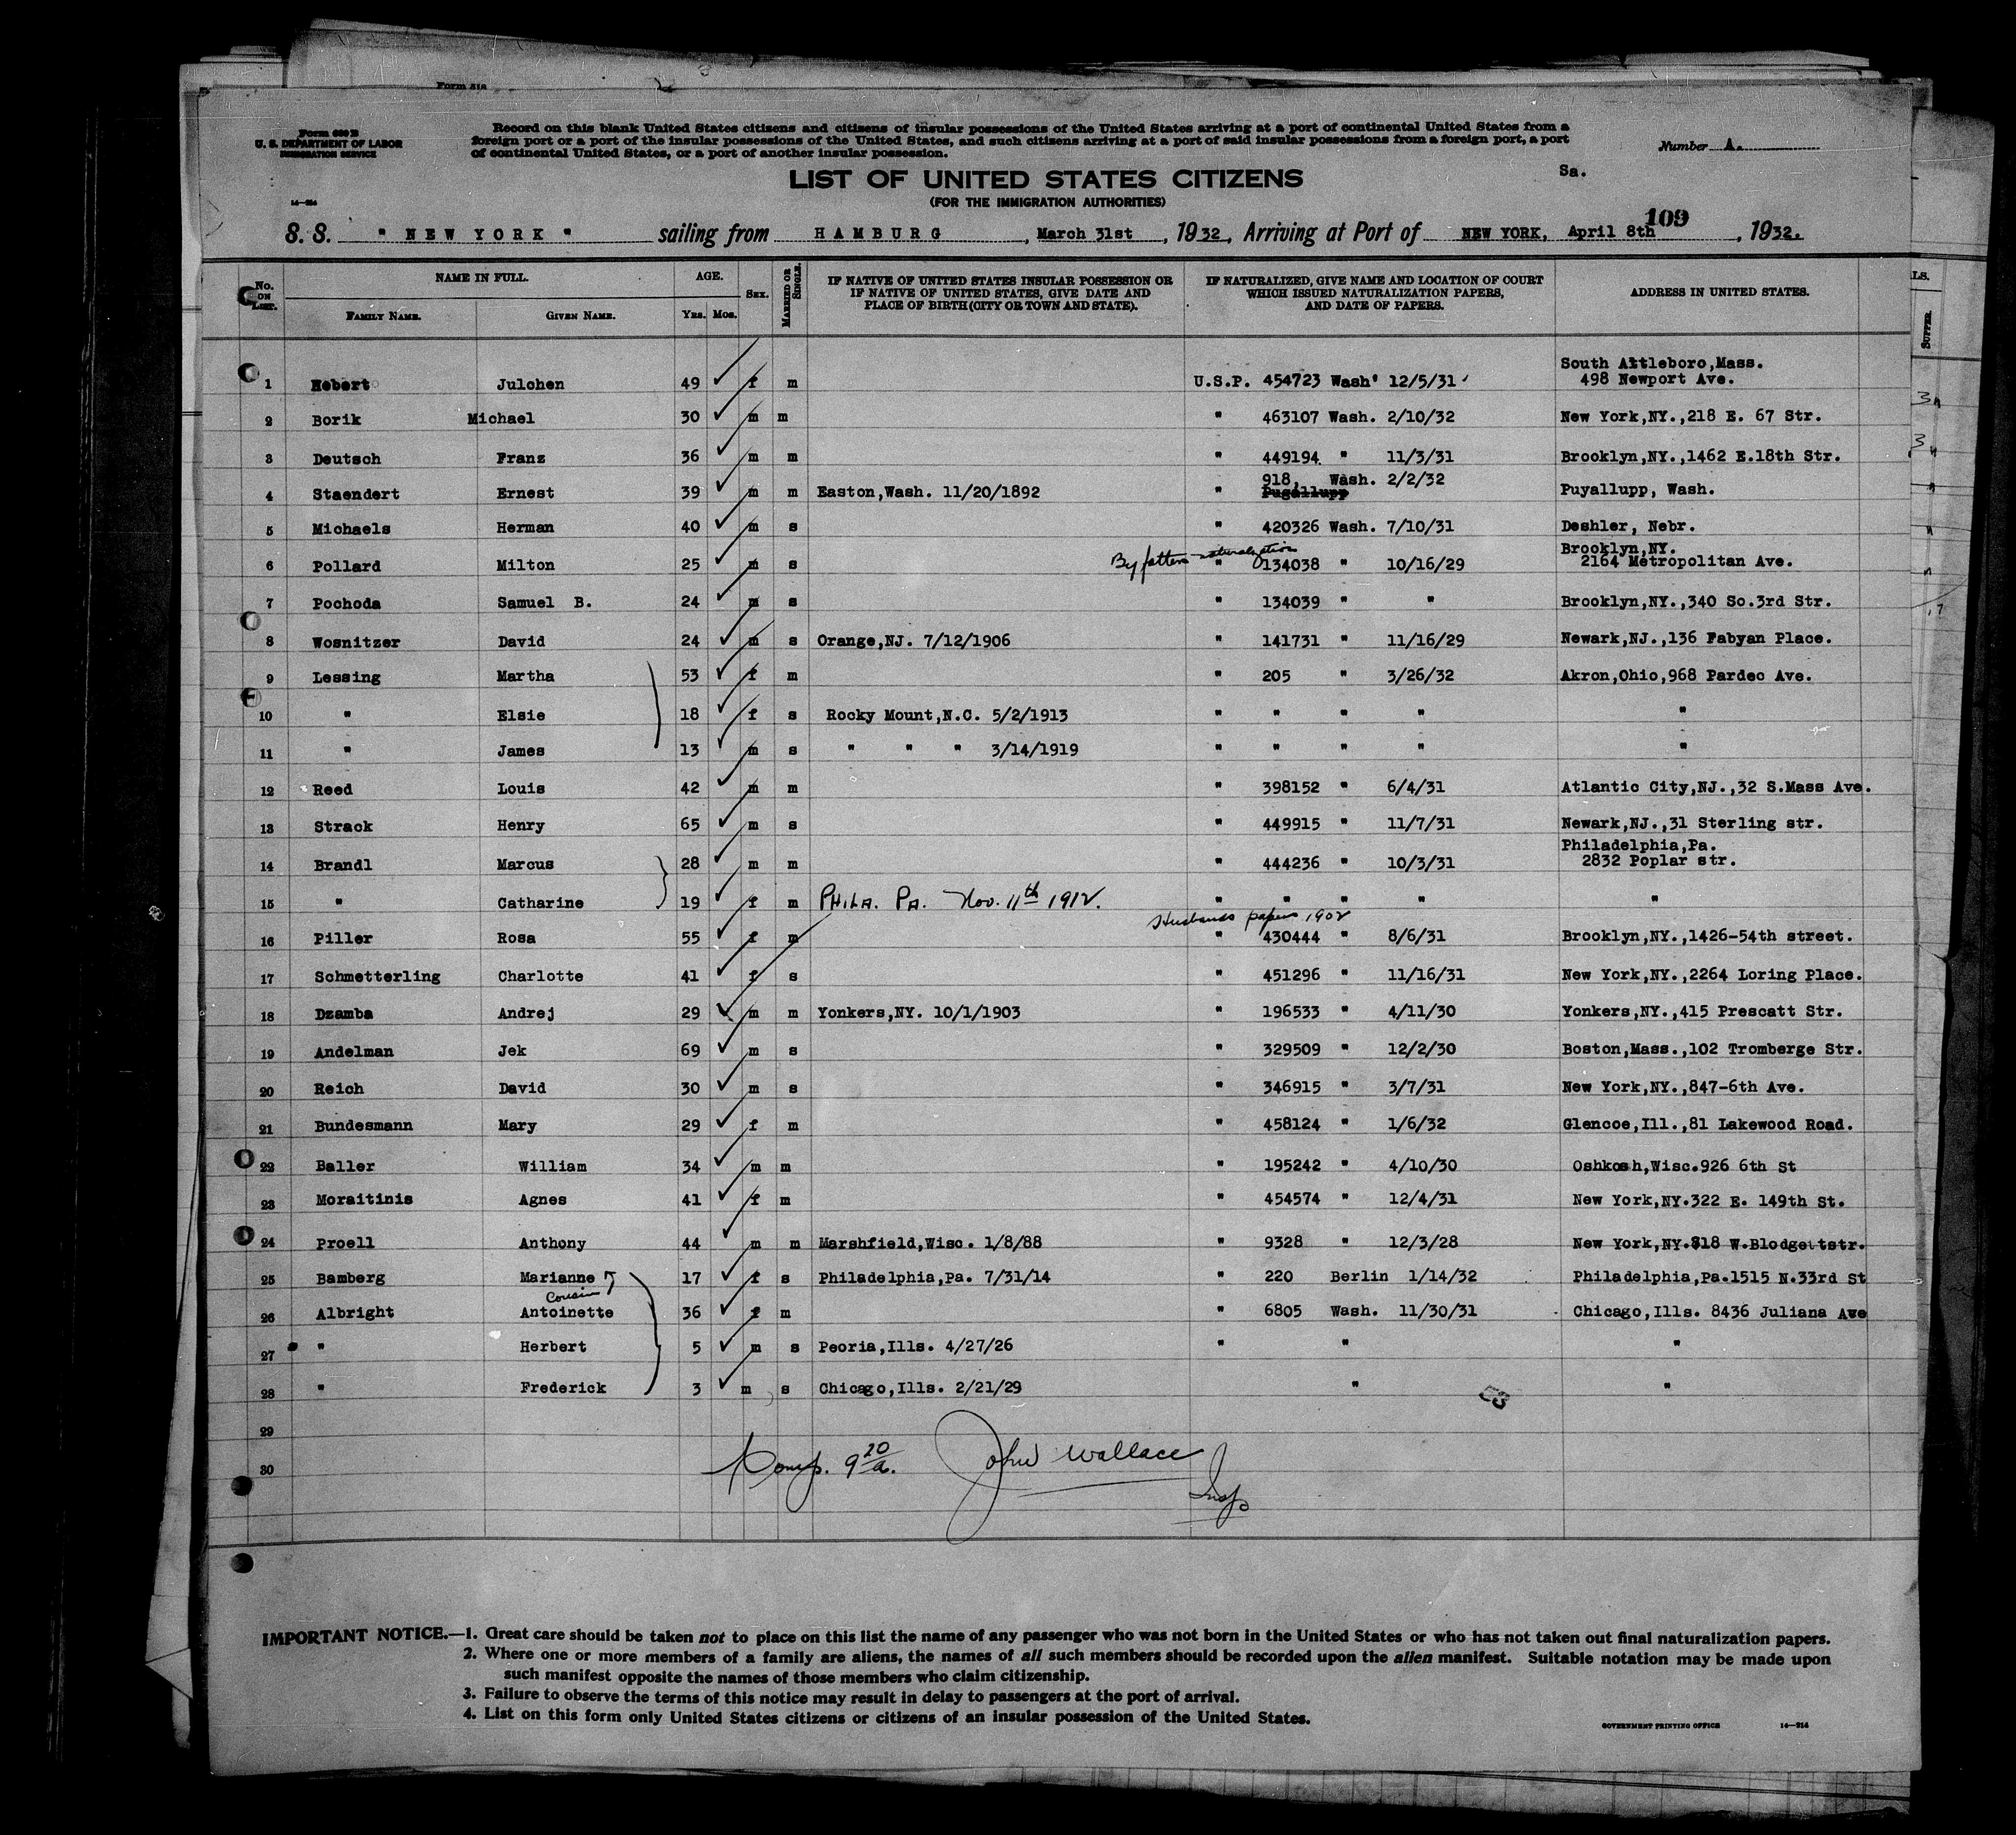 Form 630 B
U. S. DEPARTMENT OF LABOR
IMMIGRATION SERVICE
Record on this blank United States citizens and citizens of insular possessions of the United States arriving at a port of continental United States from a
foreign port or a port of the insular possessions of the United States, and such citizens arriving at a port of said insular possessions from a foreign port, a port
of continental United States, or a port of another insular possession.
Number A.
Sa.
LIST OF UNITED STATES CITIZENS
(FOR THE IMMIGRATION AUTHORITIES)
109
S. S. " NEW YORK " sailing from HAMBURG, March 31st, 1932, Arriving at Port of NEW YORK, April 8th, 1932.
No. ON LIST. NAME IN FULL. FAMILY NAME. GIVEN NAME. AGE. Yrs. Mos. SEX. MARRIED OR SINGLE. IF NATIVE OF UNITED STATES INSULAR POSSESSION OR IF NATIVE OF UNITED STATES, GIVE DATE AND PLACE OF BIRTH (CITY OR TOWN AND STATE). IF NATURALIZED, GIVE NAME AND LOCATION OF COURT WHICH ISSUED NATURALIZATION PAPERS, AND DATE OF PAPERS. ADDRESS IN UNITED STATES.
1 Hebert Julchen 49 f m U.S.P. 454723 Wash' 12/5/31 South Attleboro,Mass. 498 Newport Ave.
2 Borik Michael 30 m m " 463107 Wash. 2/10/32 New York,NY.,218 E. 67 Str.
3 Deutsch Franz 36 m m " 449194 " 11/3/31 Brooklyn,NY.,1462 E.18th Str.
4 Staendert Ernest 39 m m Easton,Wash. 11/20/1892 " 918, Wash. 2/2/32 Puyallupp, Wash.
5 Michaels Herman 40 m s " 420326 Wash. 7/10/31 Deshler, Nebr.
By fathers naturalization
6 Pollard Milton 25 m s " 134038 " 10/16/29 Brooklyn,NY. 2164 Metropolitan Ave.
7 Pochoda Samuel B. 24 m s " 134039 " " Brooklyn,NY.,340 So.3rd Str.
8 Wosnitzer David 24 m s Orange,NJ. 7/12/1906 " 141731 " 11/16/29 Newark,NJ.,136 Fabyan Place.
9 Lessing Martha 53 f m " 205 " 3/26/32 Akron,Ohio,968 Pardec Ave.
10 " Elsie 18 f s Rocky Mount,N.C. 5/2/1913 " " " " "
11 " James 13 m s " " " 3/14/1919 " " " " "
12 Reed Louis 42 m m " 398152 " 6/4/31 Atlantic City,NJ.,32 S.Mass Ave.
13 Strack Henry 65 m s " 449915 " 11/7/31 Newark,NJ.,31 Sterling str.
14 Brandl Marcus 28 m m " 444236 " 10/3/31 Philadelphia,Pa. 2832 Poplar str.
15 " Catharine 19 f m PHILA. PA. Nov. 11th 1912. " " " " "
Husbands papers 1902
16 Piller Rosa 55 f m " 430444 " 8/6/31 Brooklyn,NY.,1426-54th street.
17 Schmetterling Charlotte 41 f s " 451296 " 11/16/31 New York,NY.,2264 Loring Place.
18 Dzamba Andrej 29 m m Yonkers,NY. 10/1/1903 " 196533 " 4/11/30 Yonkers,NY.,415 Prescatt Str.
19 Andelman Jek 69 m s " 329509 " 12/2/30 Boston,Mass.,102 Tromberge Str.
20 Reich David 30 m s " 346915 " 3/7/31 New York,NY.,847-6th Ave.
21 Bundesmann Mary 29 f m " 458124 " 1/6/32 Glencoe,Ill.,81 Lakewood Road.
22 Baller William 34 m m " 195242 " 4/10/30 Oshkosh,Wisc.926 6th St
23 Moraitinis Agnes 41 f m " 454574 " 12/4/31 New York,NY.322 E. 149th St.
24 Proell Anthony 44 m m Marshfield,Wisc. 1/8/88 " 9328 " 12/3/28 New York,NY.818 W.Blodgettstr.
25 Bamberg Marianne 17 f s Philadelphia,Pa. 7/31/14 " 220 Berlin 1/14/32 Philadelphia,Pa.1515 N.33rd St
Cousin
26 Albright Antoinette 36 f m " 6805 Wash. 11/30/31 Chicago,Ills. 8436 Juliana Ave
27 " Herbert 5 m s Peoria,Ills. 4/27/26 " " "
28 " Frederick 3 m s Chicago,Ills. 2/21/29 " "
29
30
Comp. 9 20/a. John Wallace
Insp
IMPORTANT NOTICE.—1. Great care should be taken not to place on this list the name of any passenger who was not born in the United States or who has not taken out final naturalization papers.
2. Where one or more members of a family are aliens, the names of all such members should be recorded upon the alien manifest. Suitable notation may be made upon
such manifest opposite the names of those members who claim citizenship.
3. Failure to observe the terms of this notice may result in delay to passengers at the port of arrival.
4. List on this form only United States citizens or citizens of an insular possession of the United States.
GOVERNMENT PRINTING OFFICE 14—214